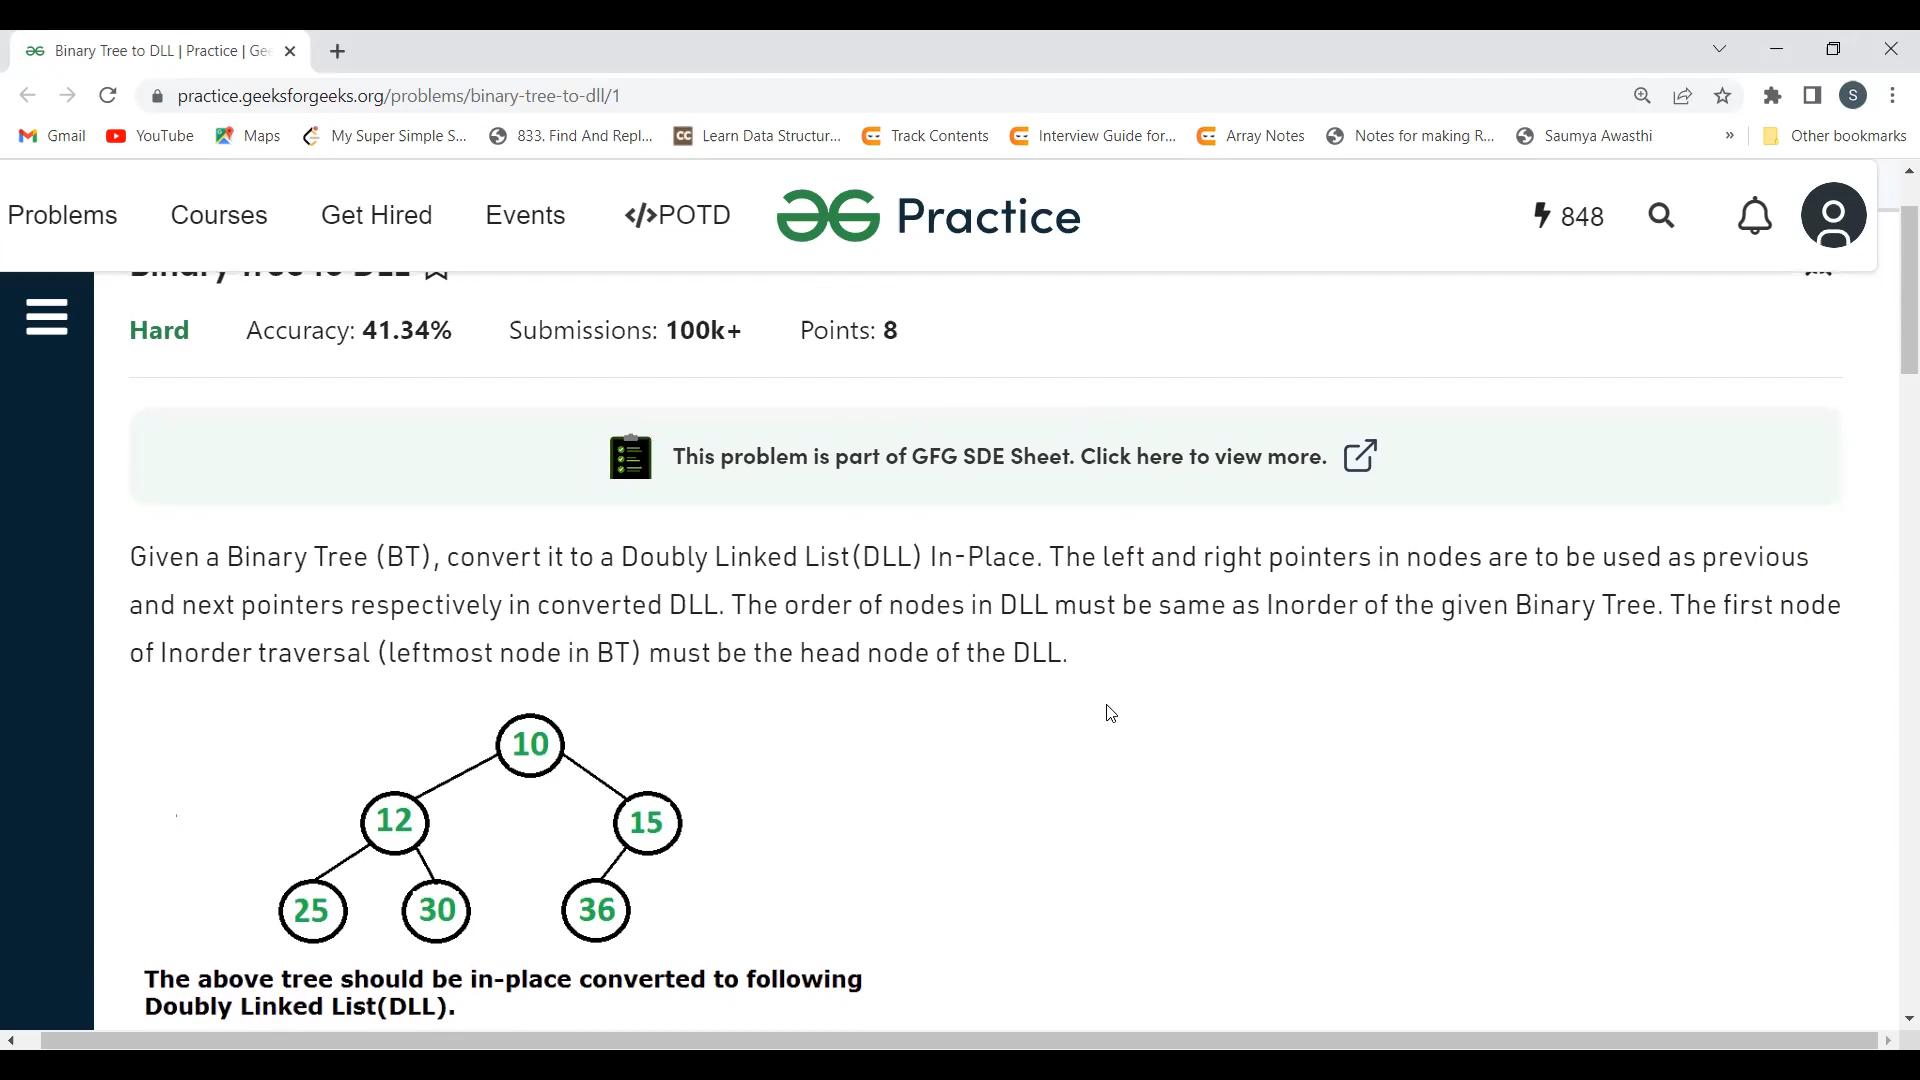 Binary Tree to DLL | Practice | Gee
practice.geeksforgeeks.org/problems/binary-tree-to-dll/1
S
Gmail
YouTube
Maps
My Super Simple S...
833. Find And Repl...
CC
Learn Data Structur...
Track Contents
Interview Guide for...
Array Notes
Notes for making R...
Saumya Awasthi
»
Other bookmarks
Problems
Courses
Get Hired
Events
</>POTD
Practice
848
Binary Tree to DLL
Hard
Accuracy: 41.34%
Submissions: 100k+
Points: 8
This problem is part of GFG SDE Sheet. Click here to view more.
Given a Binary Tree (BT), convert it to a Doubly Linked List(DLL) In-Place. The left and right pointers in nodes are to be used as previous
and next pointers respectively in converted DLL. The order of nodes in DLL must be same as Inorder of the given Binary Tree. The first node
of Inorder traversal (leftmost node in BT) must be the head node of the DLL.
10
12
15
25
30
36
The above tree should be in-place converted to following
Doubly Linked List(DLL).